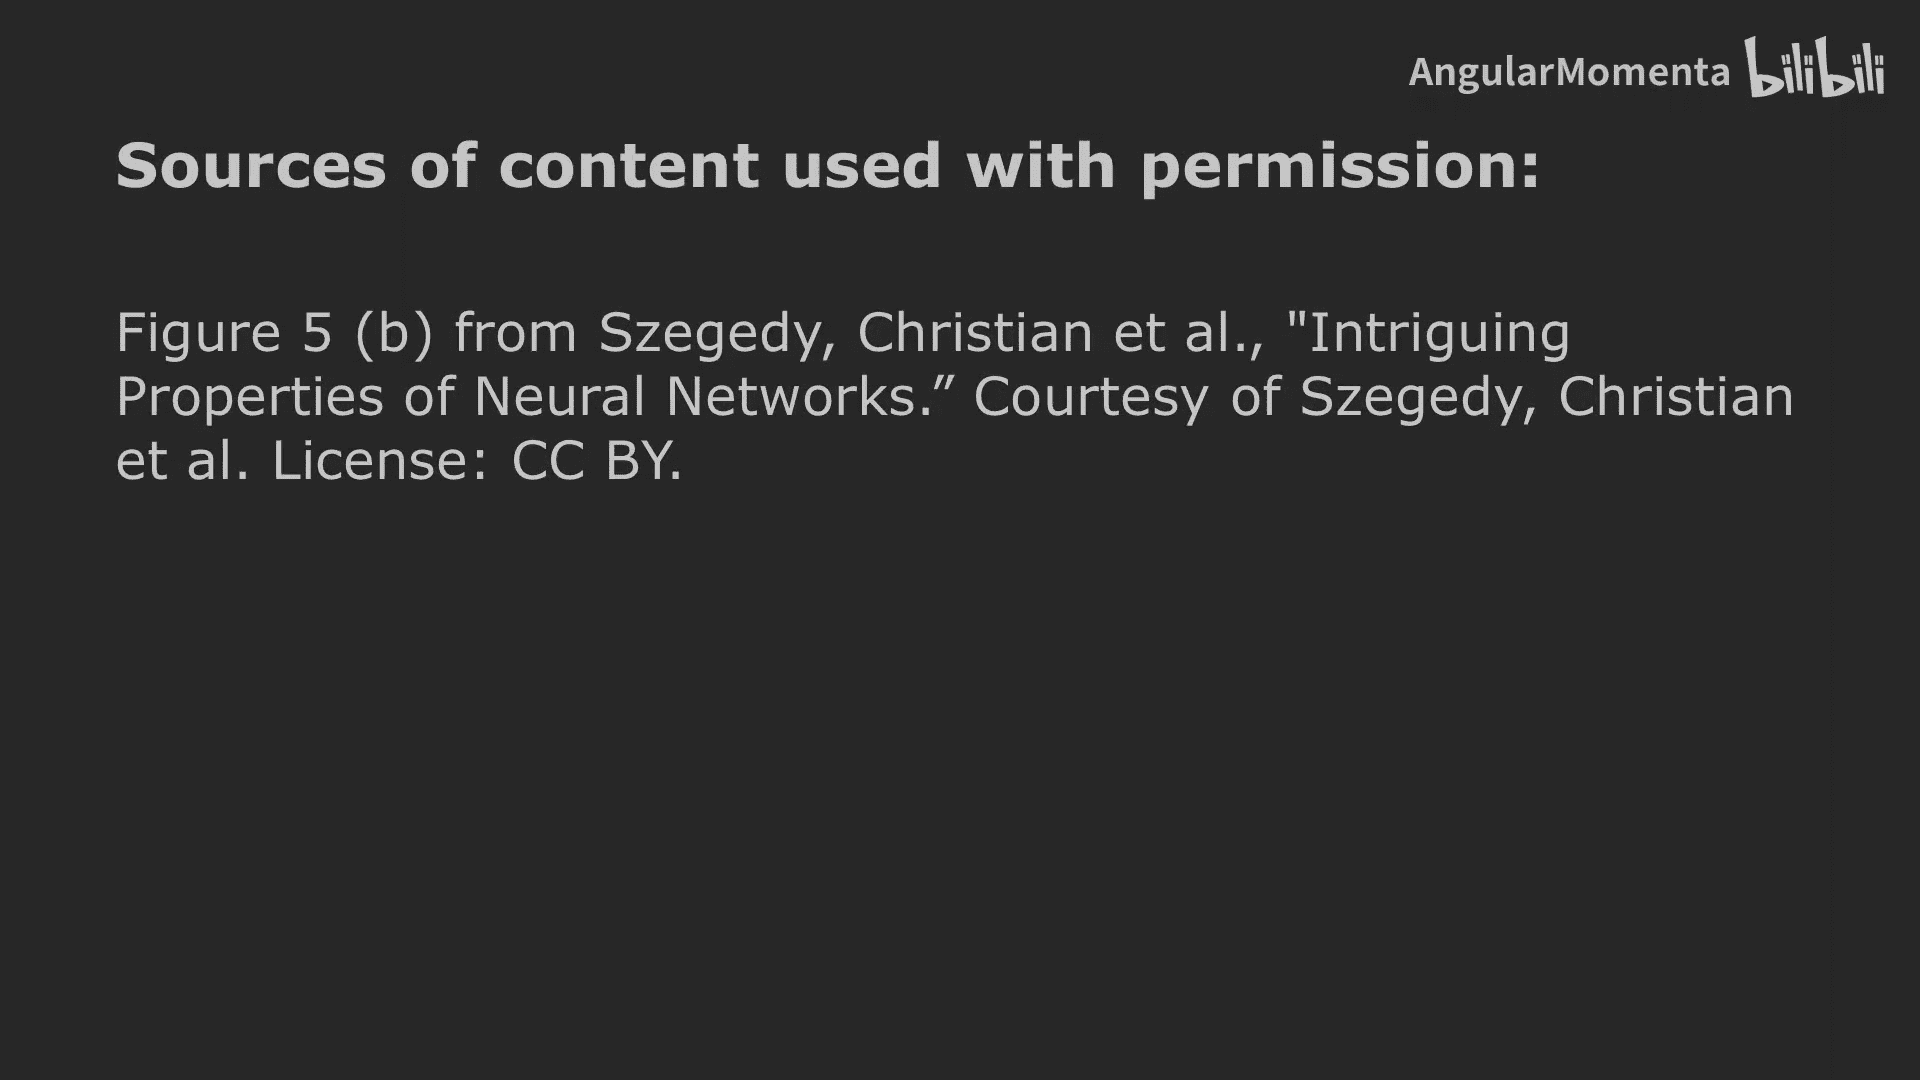 AngularMomenta bilibili
Sources of content used with permission:
Figure 5 (b) from Szegedy, Christian et al., "Intriguing
Properties of Neural Networks.” Courtesy of Szegedy, Christian
et al. License: CC BY.